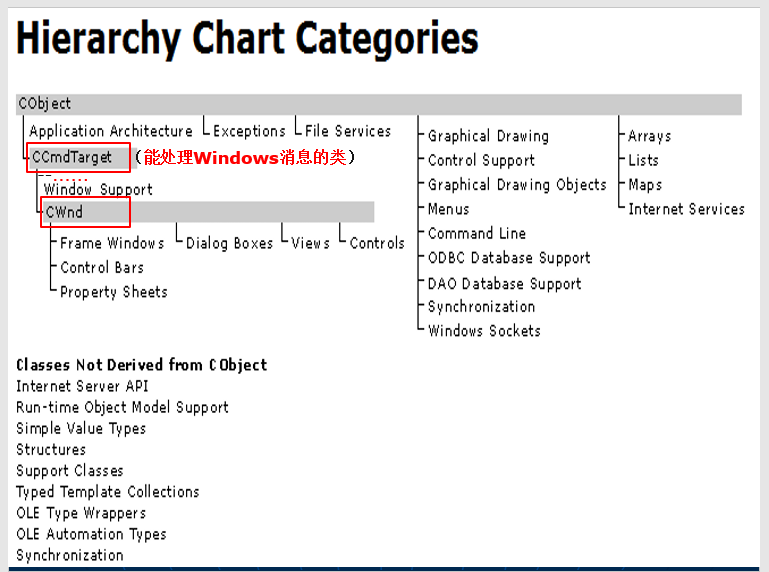 Hierarchy Chart Categories
CObject
Application Architecture
Exceptions
File Services
CCmdTarget
（能处理Windows消息的类）
Window Support
CWnd
Frame Windows
Dialog Boxes
Views
Controls
Control Bars
Property Sheets
Graphical Drawing
Control Support
Graphical Drawing Objects
Menus
Command Line
ODBC Database Support
DAO Database Support
Synchronization
Windows Sockets
Arrays
Lists
Maps
Internet Services
Classes Not Derived from CObject
Internet Server API
Run-time Object Model Support
Simple Value Types
Structures
Support Classes
Typed Template Collections
OLE Type Wrappers
OLE Automation Types
Synchronization